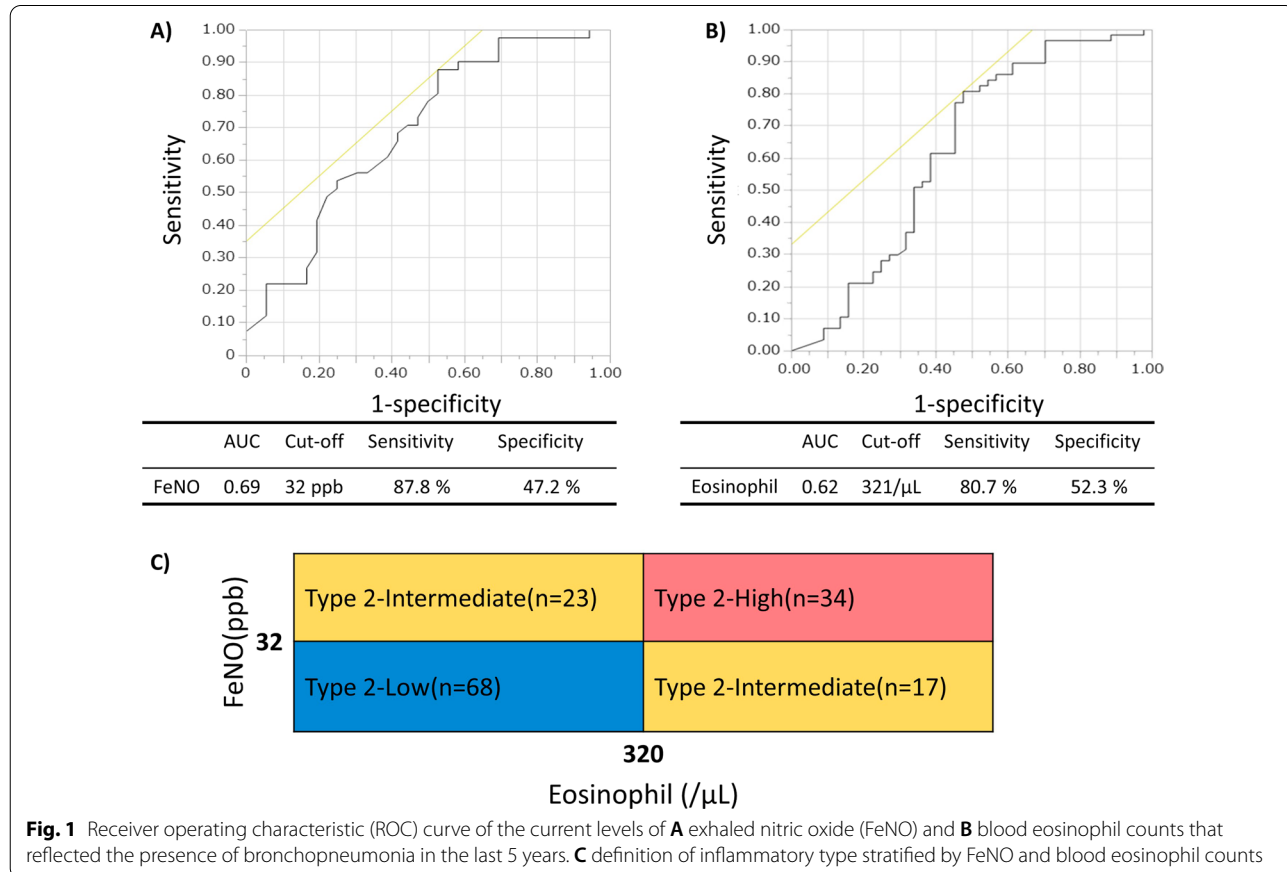 A)
1.00
0.90
0.80
0.70
0.60
0.50
0.40
0.30
0.20
0.10
0
Sensitivity
0 0.20 0.40 0.60 0.80 1.00
1-specificity
AUC Cut-off Sensitivity Specificity
FeNO 0.69 32 ppb 87.8 % 47.2 %
B)
1.00
0.90
0.80
0.70
0.60
0.50
0.40
0.30
0.20
0.10
0.00
Sensitivity
0.00 0.20 0.40 0.60 0.80 1.00
1-specificity
AUC Cut-off Sensitivity Specificity
Eosinophil 0.62 321/μL 80.7 % 52.3 %
C)
FeNO(ppb)
32
Type 2-Intermediate(n=23) Type 2-High(n=34)
Type 2-Low(n=68) Type 2-Intermediate(n=17)
320
Eosinophil (/μL)
Fig. 1 Receiver operating characteristic (ROC) curve of the current levels of A exhaled nitric oxide (FeNO) and B blood eosinophil counts that
reflected the presence of bronchopneumonia in the last 5 years. C definition of inflammatory type stratified by FeNO and blood eosinophil counts